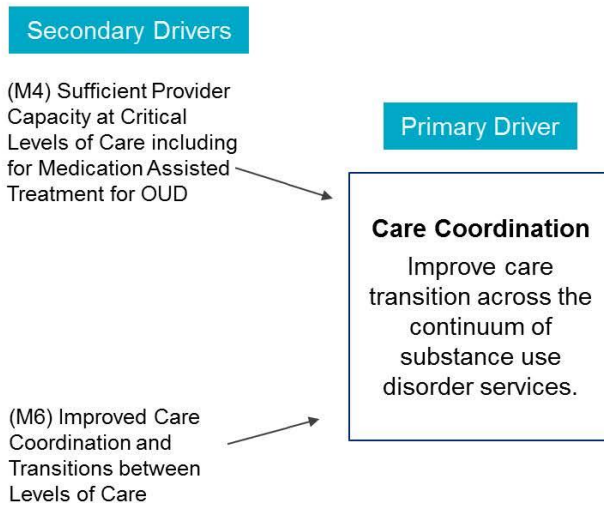 Secondary Drivers
(M4) Sufficient Provider
Capacity at Critical
Levels of Care including
for Medication Assisted
Treatment for OUD
(M6) Improved Care
Coordination and
Transitions between
Levels of Care
Primary Driver
Care Coordination
Improve care
transition across the
continuum of
substance use
disorder services.